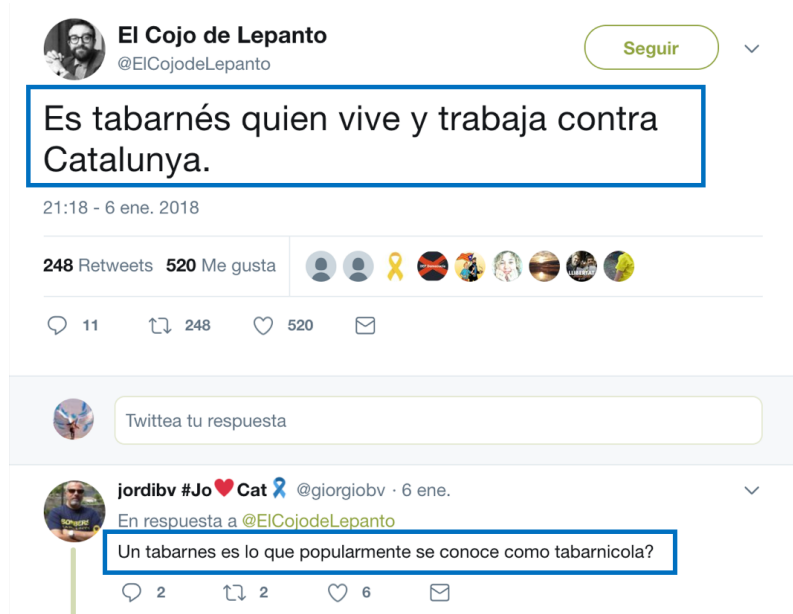 El Cojo de Lepanto
@ElCojodeLepanto
Seguir
Es tabarnés quien vive y trabaja contra
Catalunya.
21:18 - 6 ene. 2018
248 Retweets 520 Me gusta
11 248 520
Twittea tu respuesta
jordibv #Jo❤️Cat🎗 @giorgiobv · 6 ene.
En respuesta a @ElCojodeLepanto
Un tabarnes es lo que popularmente se conoce como tabarnicola?
2 2 6